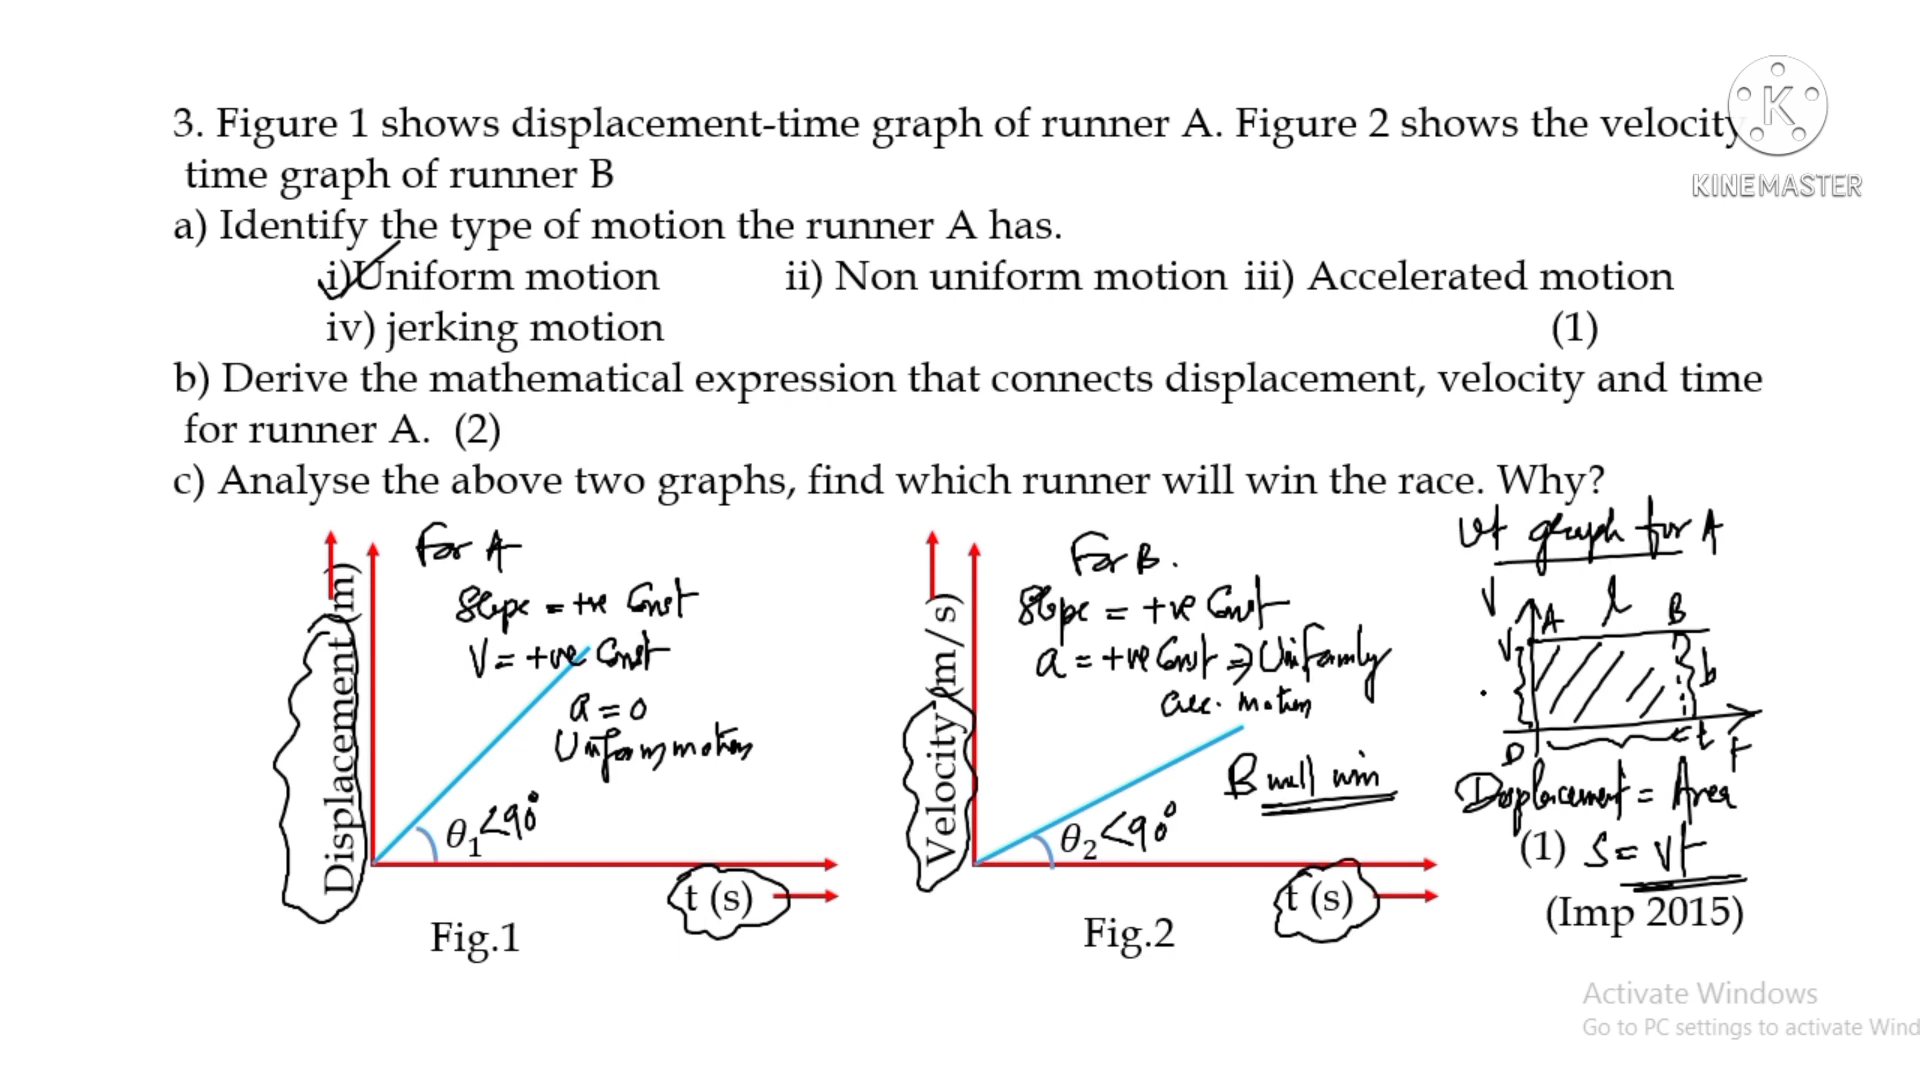 3. Figure 1 shows displacement-time graph of runner A. Figure 2 shows the velocity
time graph of runner B
a) Identify the type of motion the runner A has.
i)Uniform motion ii) Non uniform motion iii) Accelerated motion
iv) jerking motion (1)
b) Derive the mathematical expression that connects displacement, velocity and time
for runner A. (2)
c) Analyse the above two graphs, find which runner will win the race. Why?
K
KINEMASTER
For A
Slope = +ve Const
V = +ve Const
a = 0
Uniform motion
θ₁ <90°
Displacement (m)
t (s)
Fig.1
For B.
Slope = +ve Const
a = +ve Const ⇒ Uniformly
acc. motion
B will win
θ₂ <90°
Velocity (m/s)
t (s)
Fig.2
vt graph for A
V
A l B
V
b
O t
t
Displacement = Area
(1) S = vt
(Imp 2015)
Activate Windows
Go to PC settings to activate Wind